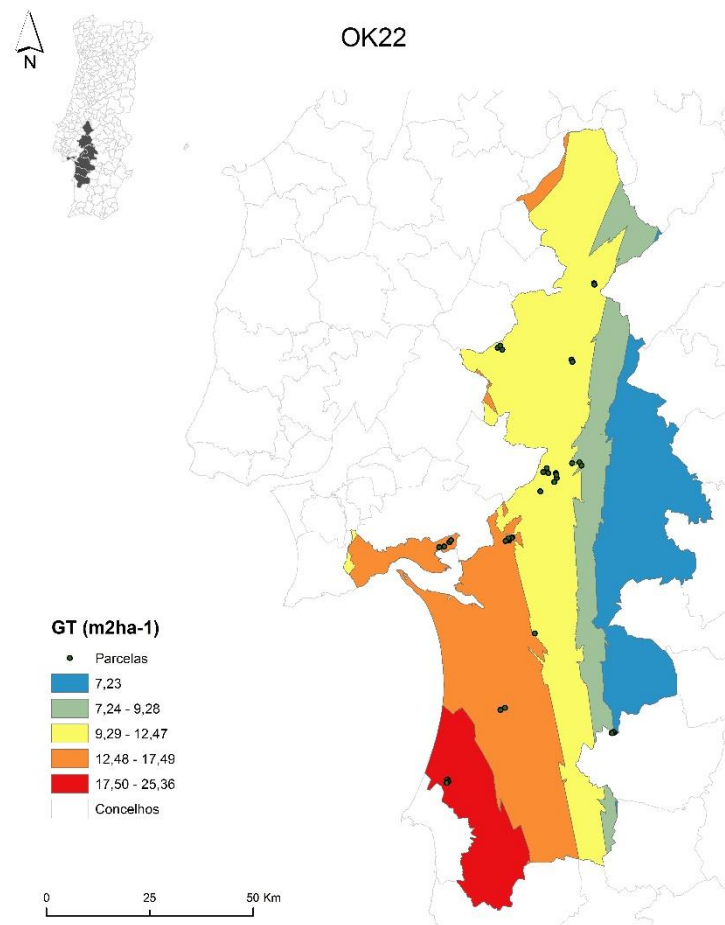 N
OK22
GT (m2ha-1)
Parcelas
7,23
7,24 - 9,28
9,29 - 12,47
12,48 - 17,49
17,50 - 25,36
Concelhos
0 25 50 Km